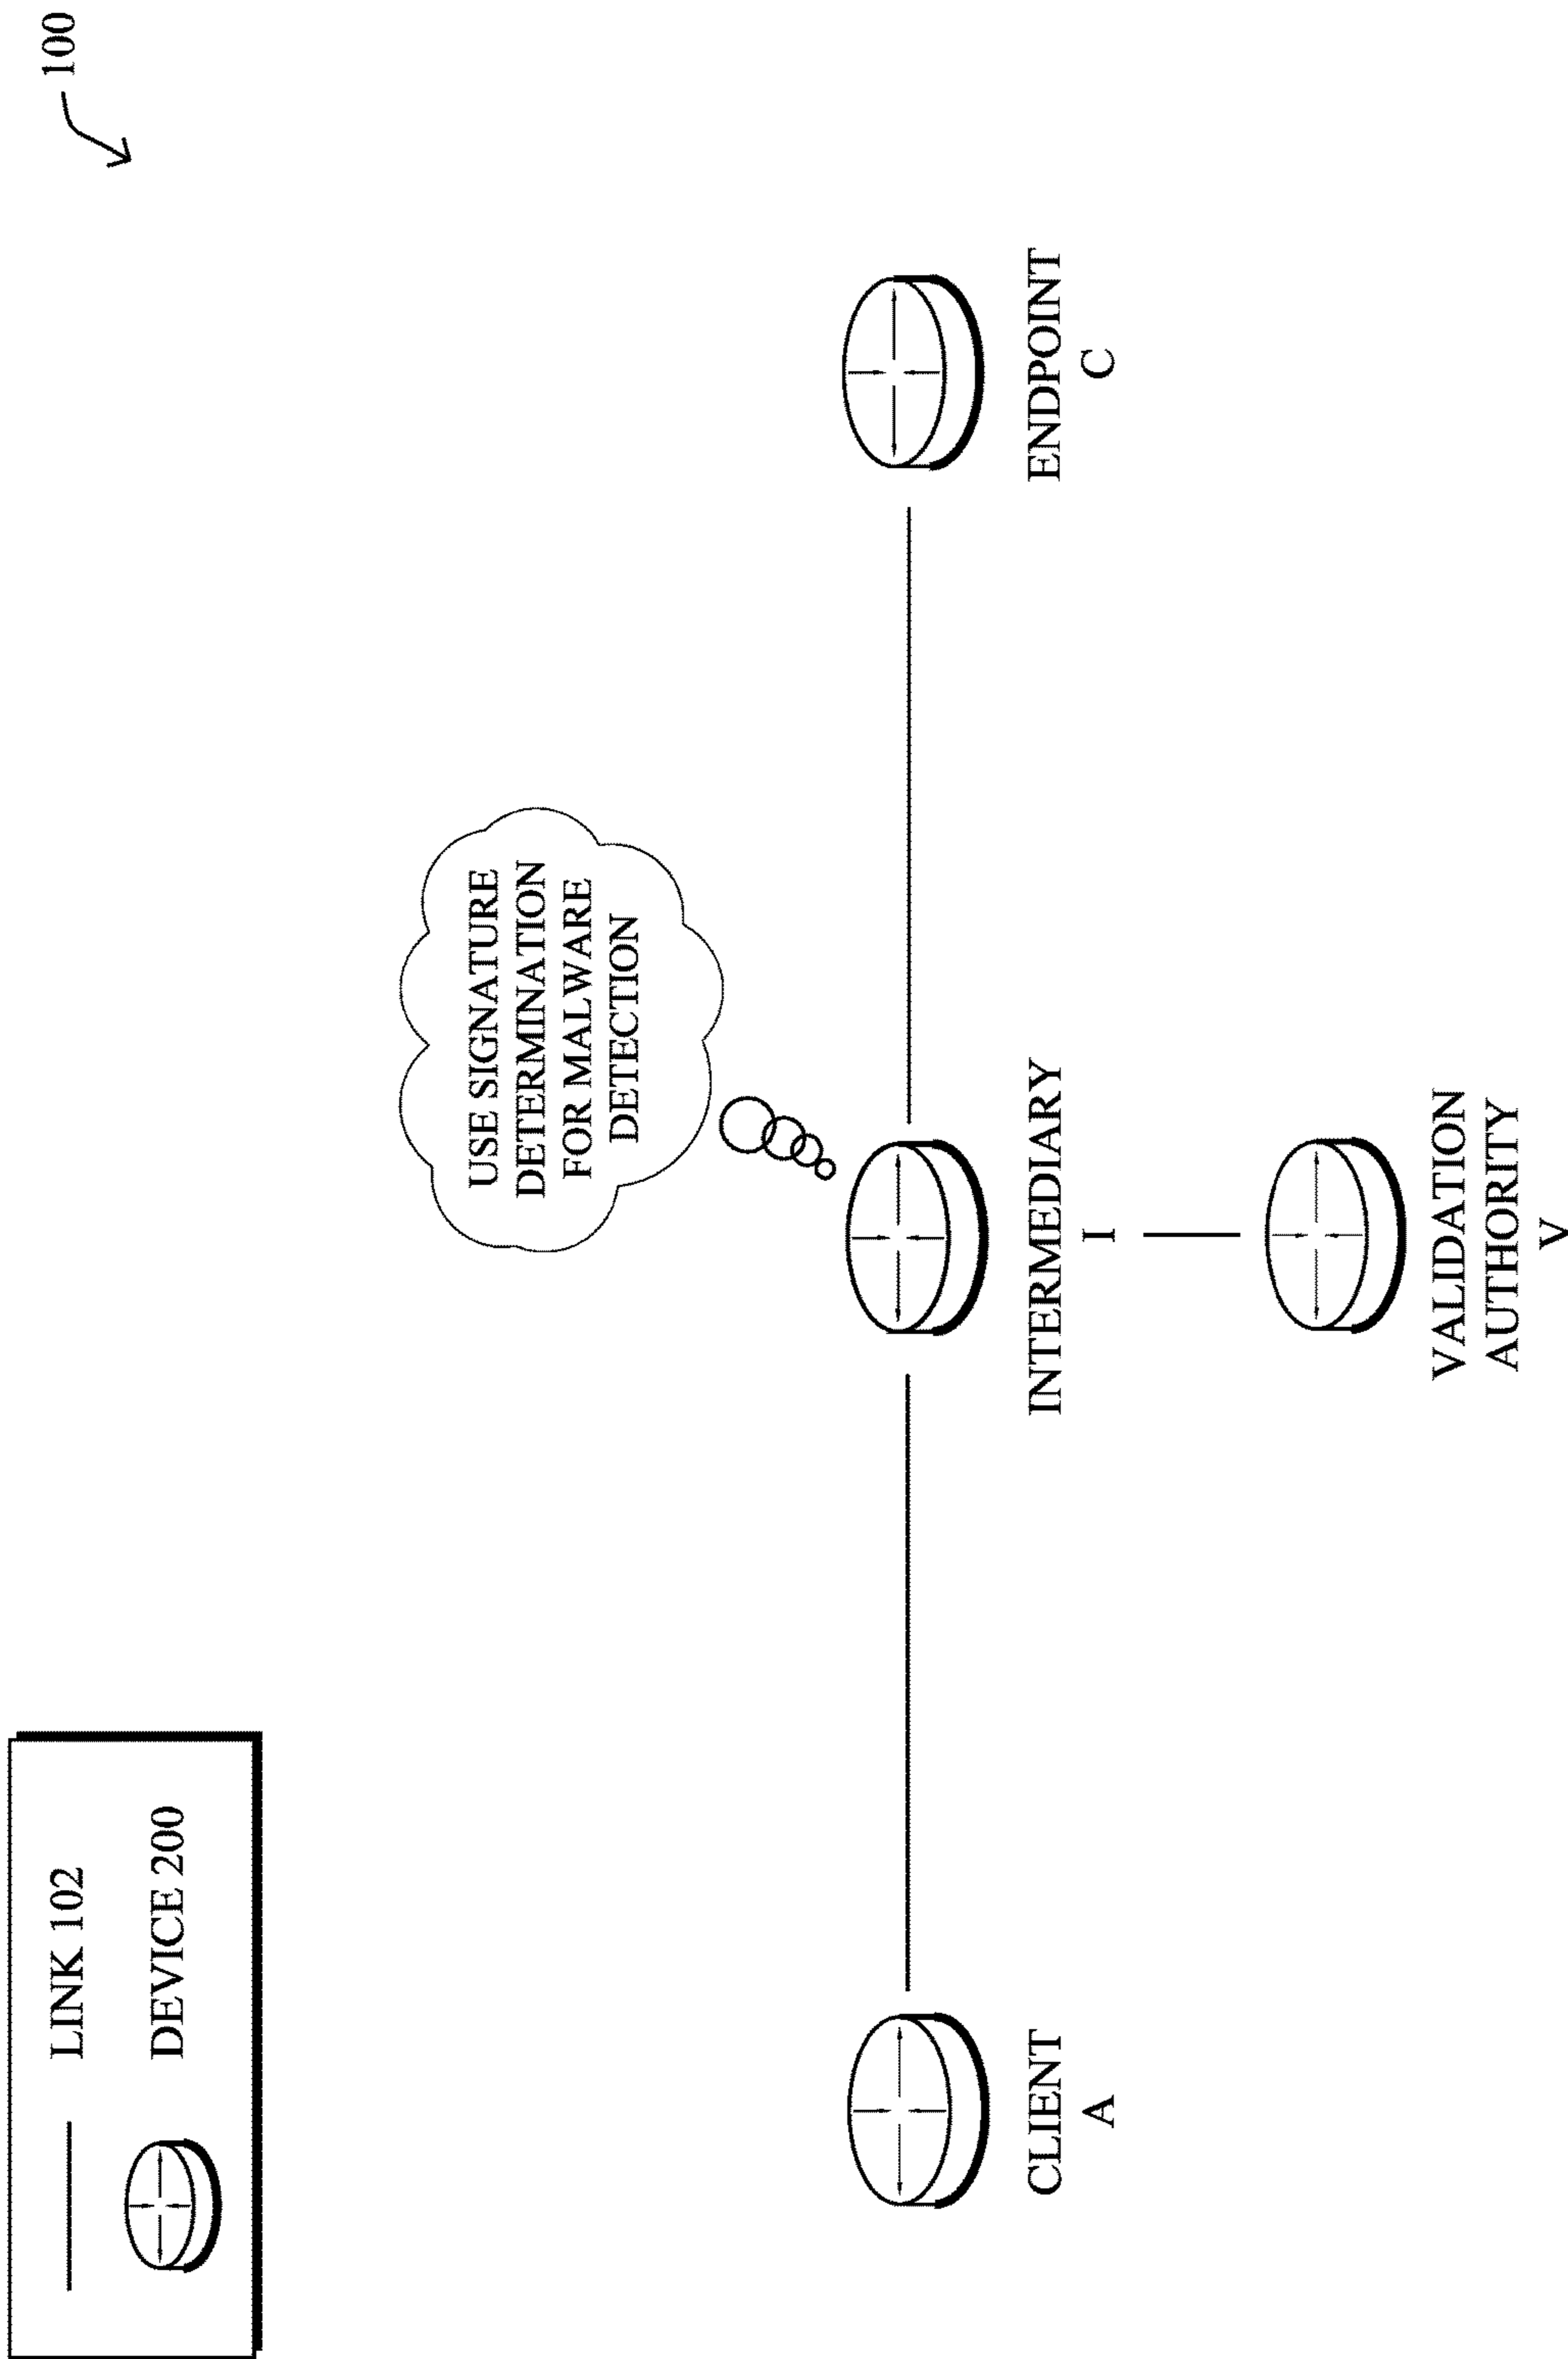 100
LINK 102
DEVICE 200
USE SIGNATURE
DETERMINATION
FOR MALWARE
DETECTION
CLIENT
A
INTERMEDIARY
I
ENDPOINT
C
VALIDATION
AUTHORITY
V